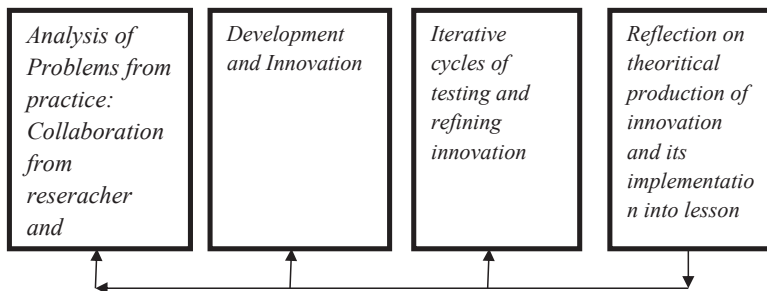 Analysis of
Problems from
practice:
Collaboration
from
reseracher
and
Development
and Innovation
Iterative
cycles of
testing and
refining
innovation
Reflection on
theoritical
production of
innovation
and its
implementatio
n into lesson